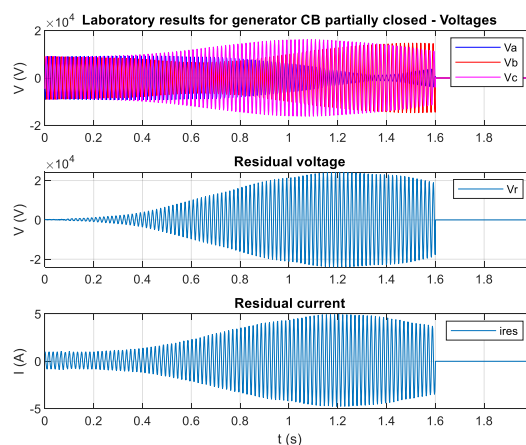 Laboratory results for generator CB partially closed - Voltages
×10⁴
2
0
-2
V (V)
Va
Vb
Vc
0 0.2 0.4 0.6 0.8 1 1.2 1.4 1.6 1.8
Residual voltage
×10⁴
2
0
-2
V (V)
Vr
0 0.2 0.4 0.6 0.8 1 1.2 1.4 1.6 1.8
Residual current
5
0
-5
I (A)
ires
0 0.2 0.4 0.6 0.8 1 1.2 1.4 1.6 1.8
t (s)